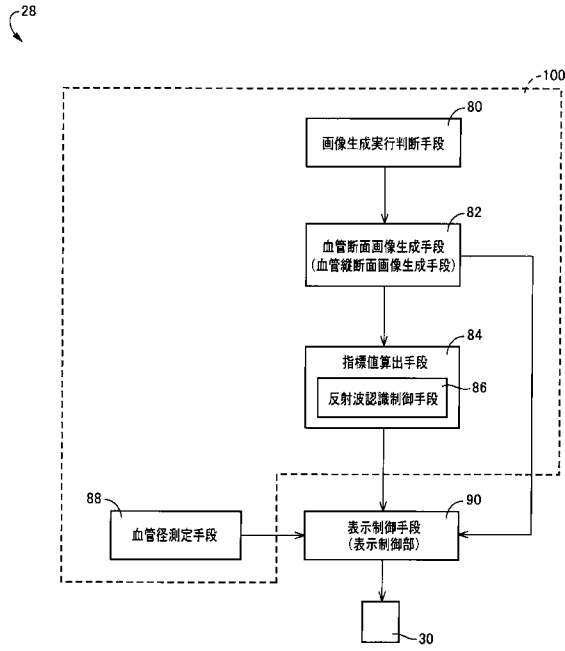 28
100
80
画像生成実行判断手段
82
血管断面画像生成手段
(血管縦断面画像生成手段)
84
指標値算出手段
86
反射波認識制御手段
88
血管径測定手段
90
表示制御手段
(表示制御部)
30